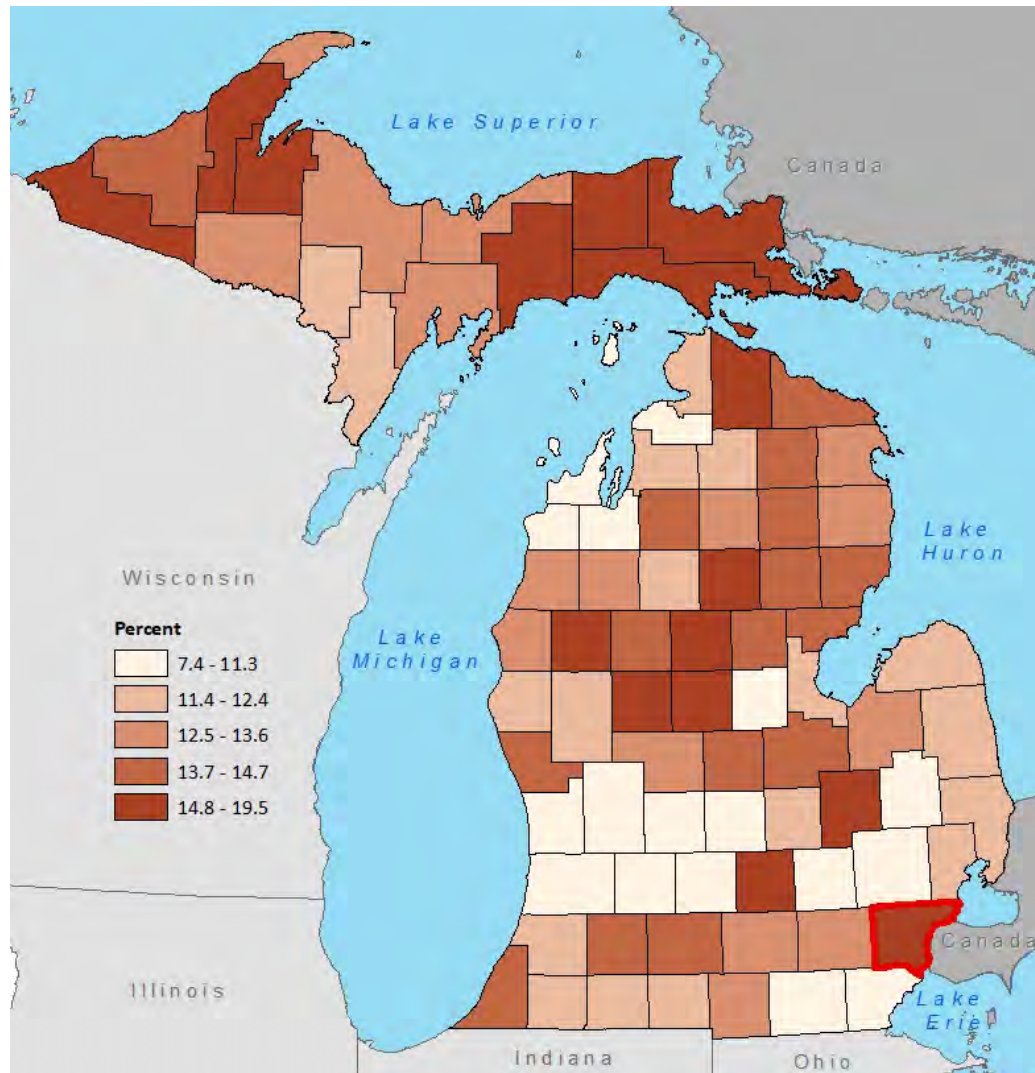 Lake Superior
Canada
Wisconsin
Lake
Huron
Percent
7.4 - 11.3
11.4 - 12.4
12.5 - 13.6
13.7 - 14.7
14.8 - 19.5
Lake
Michigan
Canada
Illinois
Lake
Erie
Indiana
Ohio